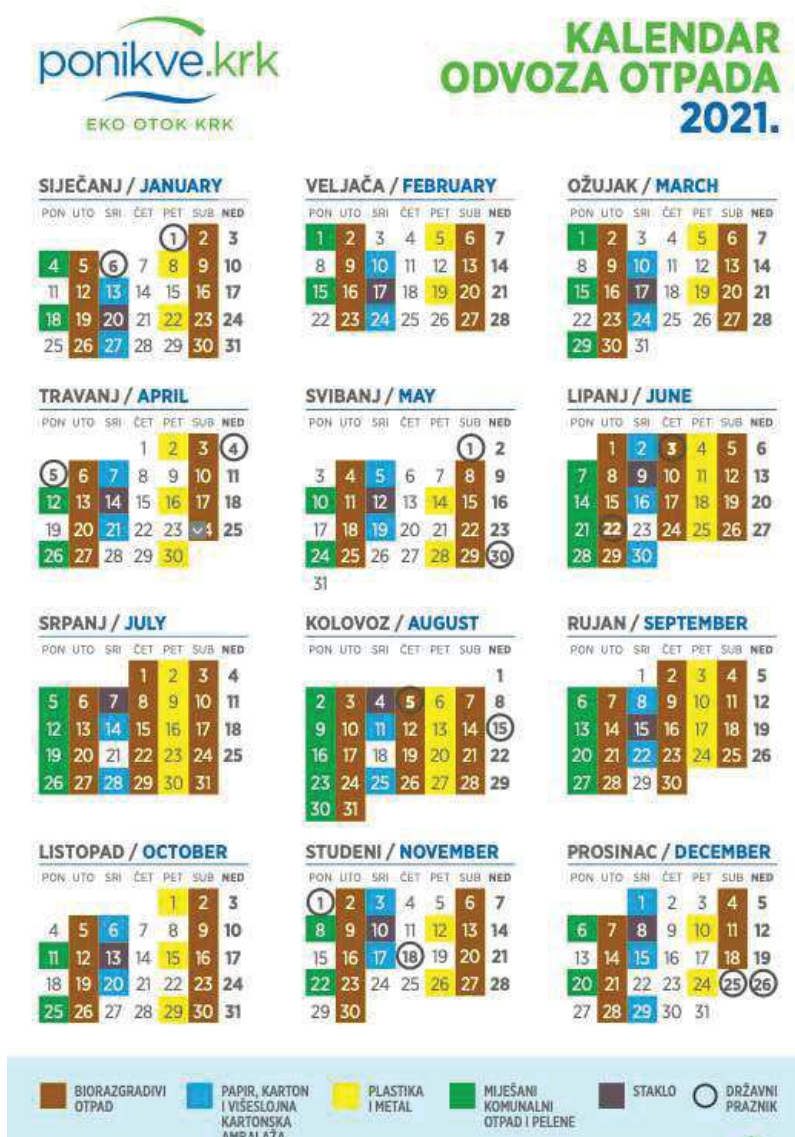 ponikve.krk
EKO OTOK KRK
KALENDAR
ODVOZA OTPADA
2021.
SIJEČANJ / JANUARY
PON UTO SRI ČET PET SUB NED
1 2 3
4 5 6 7 8 9 10
11 12 13 14 15 16 17
18 19 20 21 22 23 24
25 26 27 28 29 30 31
VELJAČA / FEBRUARY
PON UTO SRI ČET PET SUB NED
1 2 3 4 5 6 7
8 9 10 11 12 13 14
15 16 17 18 19 20 21
22 23 24 25 26 27 28
OŽUJAK / MARCH
PON UTO SRI ČET PET SUB NED
1 2 3 4 5 6 7
8 9 10 11 12 13 14
15 16 17 18 19 20 21
22 23 24 25 26 27 28
29 30 31
TRAVANJ / APRIL
PON UTO SRI ČET PET SUB NED
1 2 3 4
5 6 7 8 9 10 11
12 13 14 15 16 17 18
19 20 21 22 23 4 25
26 27 28 29 30
SVIBANJ / MAY
PON UTO SRI ČET PET SUB NED
1 2
3 4 5 6 7 8 9
10 11 12 13 14 15 16
17 18 19 20 21 22 23
24 25 26 27 28 29 30
31
LIPANJ / JUNE
PON UTO SRI ČET PET SUB NED
1 2 3 4 5 6
7 8 9 10 11 12 13
14 15 16 17 18 19 20
21 22 23 24 25 26 27
28 29 30
SRPANJ / JULY
PON UTO SRI ČET PET SUB NED
1 2 3 4
5 6 7 8 9 10 11
12 13 14 15 16 17 18
19 20 21 22 23 24 25
26 27 28 29 30 31
KOLOVOZ / AUGUST
PON UTO SRI ČET PET SUB NED
1
2 3 4 5 6 7 8
9 10 11 12 13 14 15
16 17 18 19 20 21 22
23 24 25 26 27 28 29
30 31
RUJAN / SEPTEMBER
PON UTO SRI ČET PET SUB NED
1 2 3 4 5
6 7 8 9 10 11 12
13 14 15 16 17 18 19
20 21 22 23 24 25 26
27 28 29 30
LISTOPAD / OCTOBER
PON UTO SRI ČET PET SUB NED
1 2 3
4 5 6 7 8 9 10
11 12 13 14 15 16 17
18 19 20 21 22 23 24
25 26 27 28 29 30 31
STUDENI / NOVEMBER
PON UTO SRI ČET PET SUB NED
1 2 3 4 5 6 7
8 9 10 11 12 13 14
15 16 17 18 19 20 21
22 23 24 25 26 27 28
29 30
PROSINAC / DECEMBER
PON UTO SRI ČET PET SUB NED
1 2 3 4 5
6 7 8 9 10 11 12
13 14 15 16 17 18 19
20 21 22 23 24 25 26
27 28 29 30 31
BIORAZGRADIVI
OTPAD
PAPIR, KARTON
I VIŠESLOJNA
KARTONSKA
AMBALAŽA
PLASTIKA
I METAL
MIJEŠANI
KOMUNALNI
OTPAD I PELENE
STAKLO
DRŽAVNI
PRAZNIK